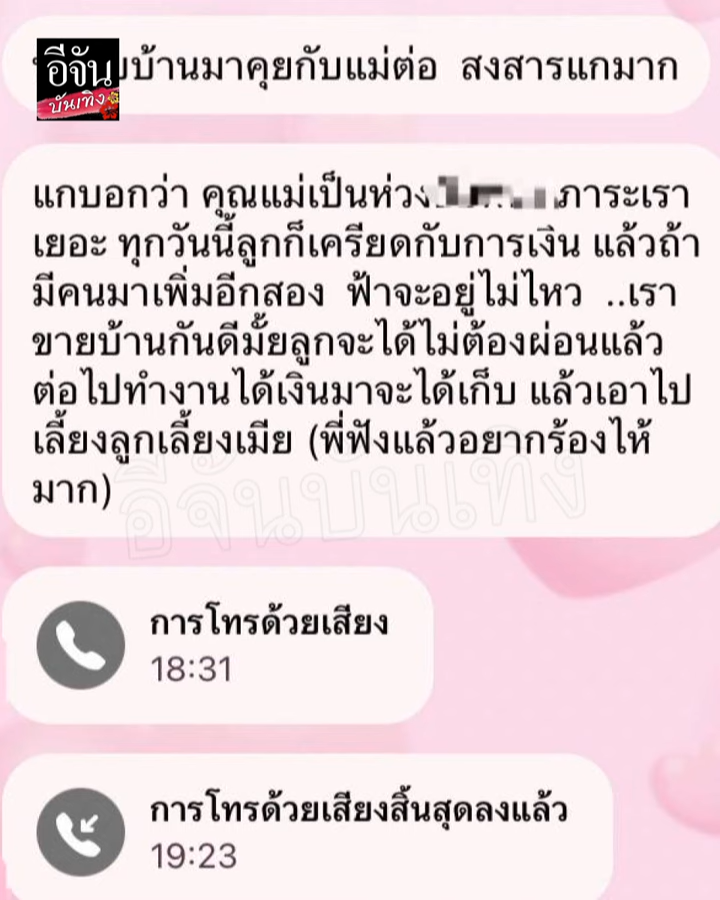 อีจัน
บันเทิง
บ้านมาคุยกับแม่ต่อ สงสารแกมาก
แกบอกว่า คุณแม่เป็นห่วง ภาระเรา
เยอะ ทุกวันนี้ลูกก็เครียดกับการเงิน แล้วถ้า
มีคนมาเพิ่มอีกสอง ฟ้าจะอยู่ไม่ไหว ..เรา
ขายบ้านกันดีมั้ยลูกจะได้ไม่ต้องผ่อนแล้ว
ต่อไปทำงานได้เงินมาจะได้เก็บ แล้วเอาไป
เลี้ยงลูกเลี้ยงเมีย (พี่ฟังแล้วอยากร้องไห้
มาก)
อีจันบันเทิง
การโทรด้วยเสียง
18:31
การโทรด้วยเสียงสิ้นสุดลงแล้ว
19:23